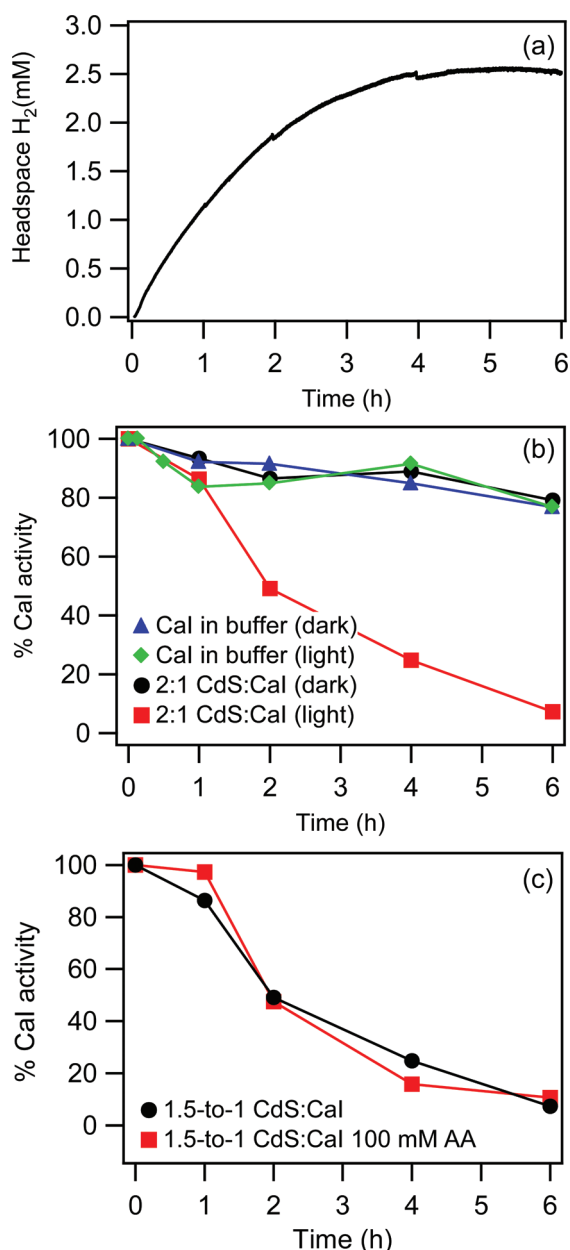 (a)
Headspace H2(mM)
3.0
2.5
2.0
1.5
1.0
0.5
0.0
0 1 2 3 4 5 6
Time (h)
(b)
% CaI activity
100
80
60
40
20
0
CaI in buffer (dark)
CaI in buffer (light)
2:1 CdS:CaI (dark)
2:1 CdS:CaI (light)
0 1 2 3 4 5 6
Time (h)
(c)
% CaI activity
100
80
60
40
20
0
1.5-to-1 CdS:CaI
1.5-to-1 CdS:CaI 100 mM AA
0 1 2 3 4 5 6
Time (h)